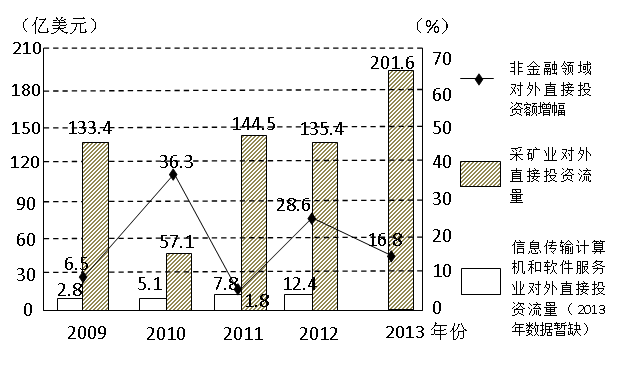 (亿美元)
(%)
210
180
150
120
90
60
30
0
70
60
50
40
30
20
10
0
6.5
2.8
133.4
36.3
5.1
57.1
7.8
1.8
144.5
28.6
12.4
135.4
16.8
201.6
2009
2010
2011
2012
2013 年份
非金融领域
对外直接投
资额增幅
采矿业对外
直接投资流
量
信息传输计算
机和软件服务
业对外直接投
资流量（2013
年数据暂缺）